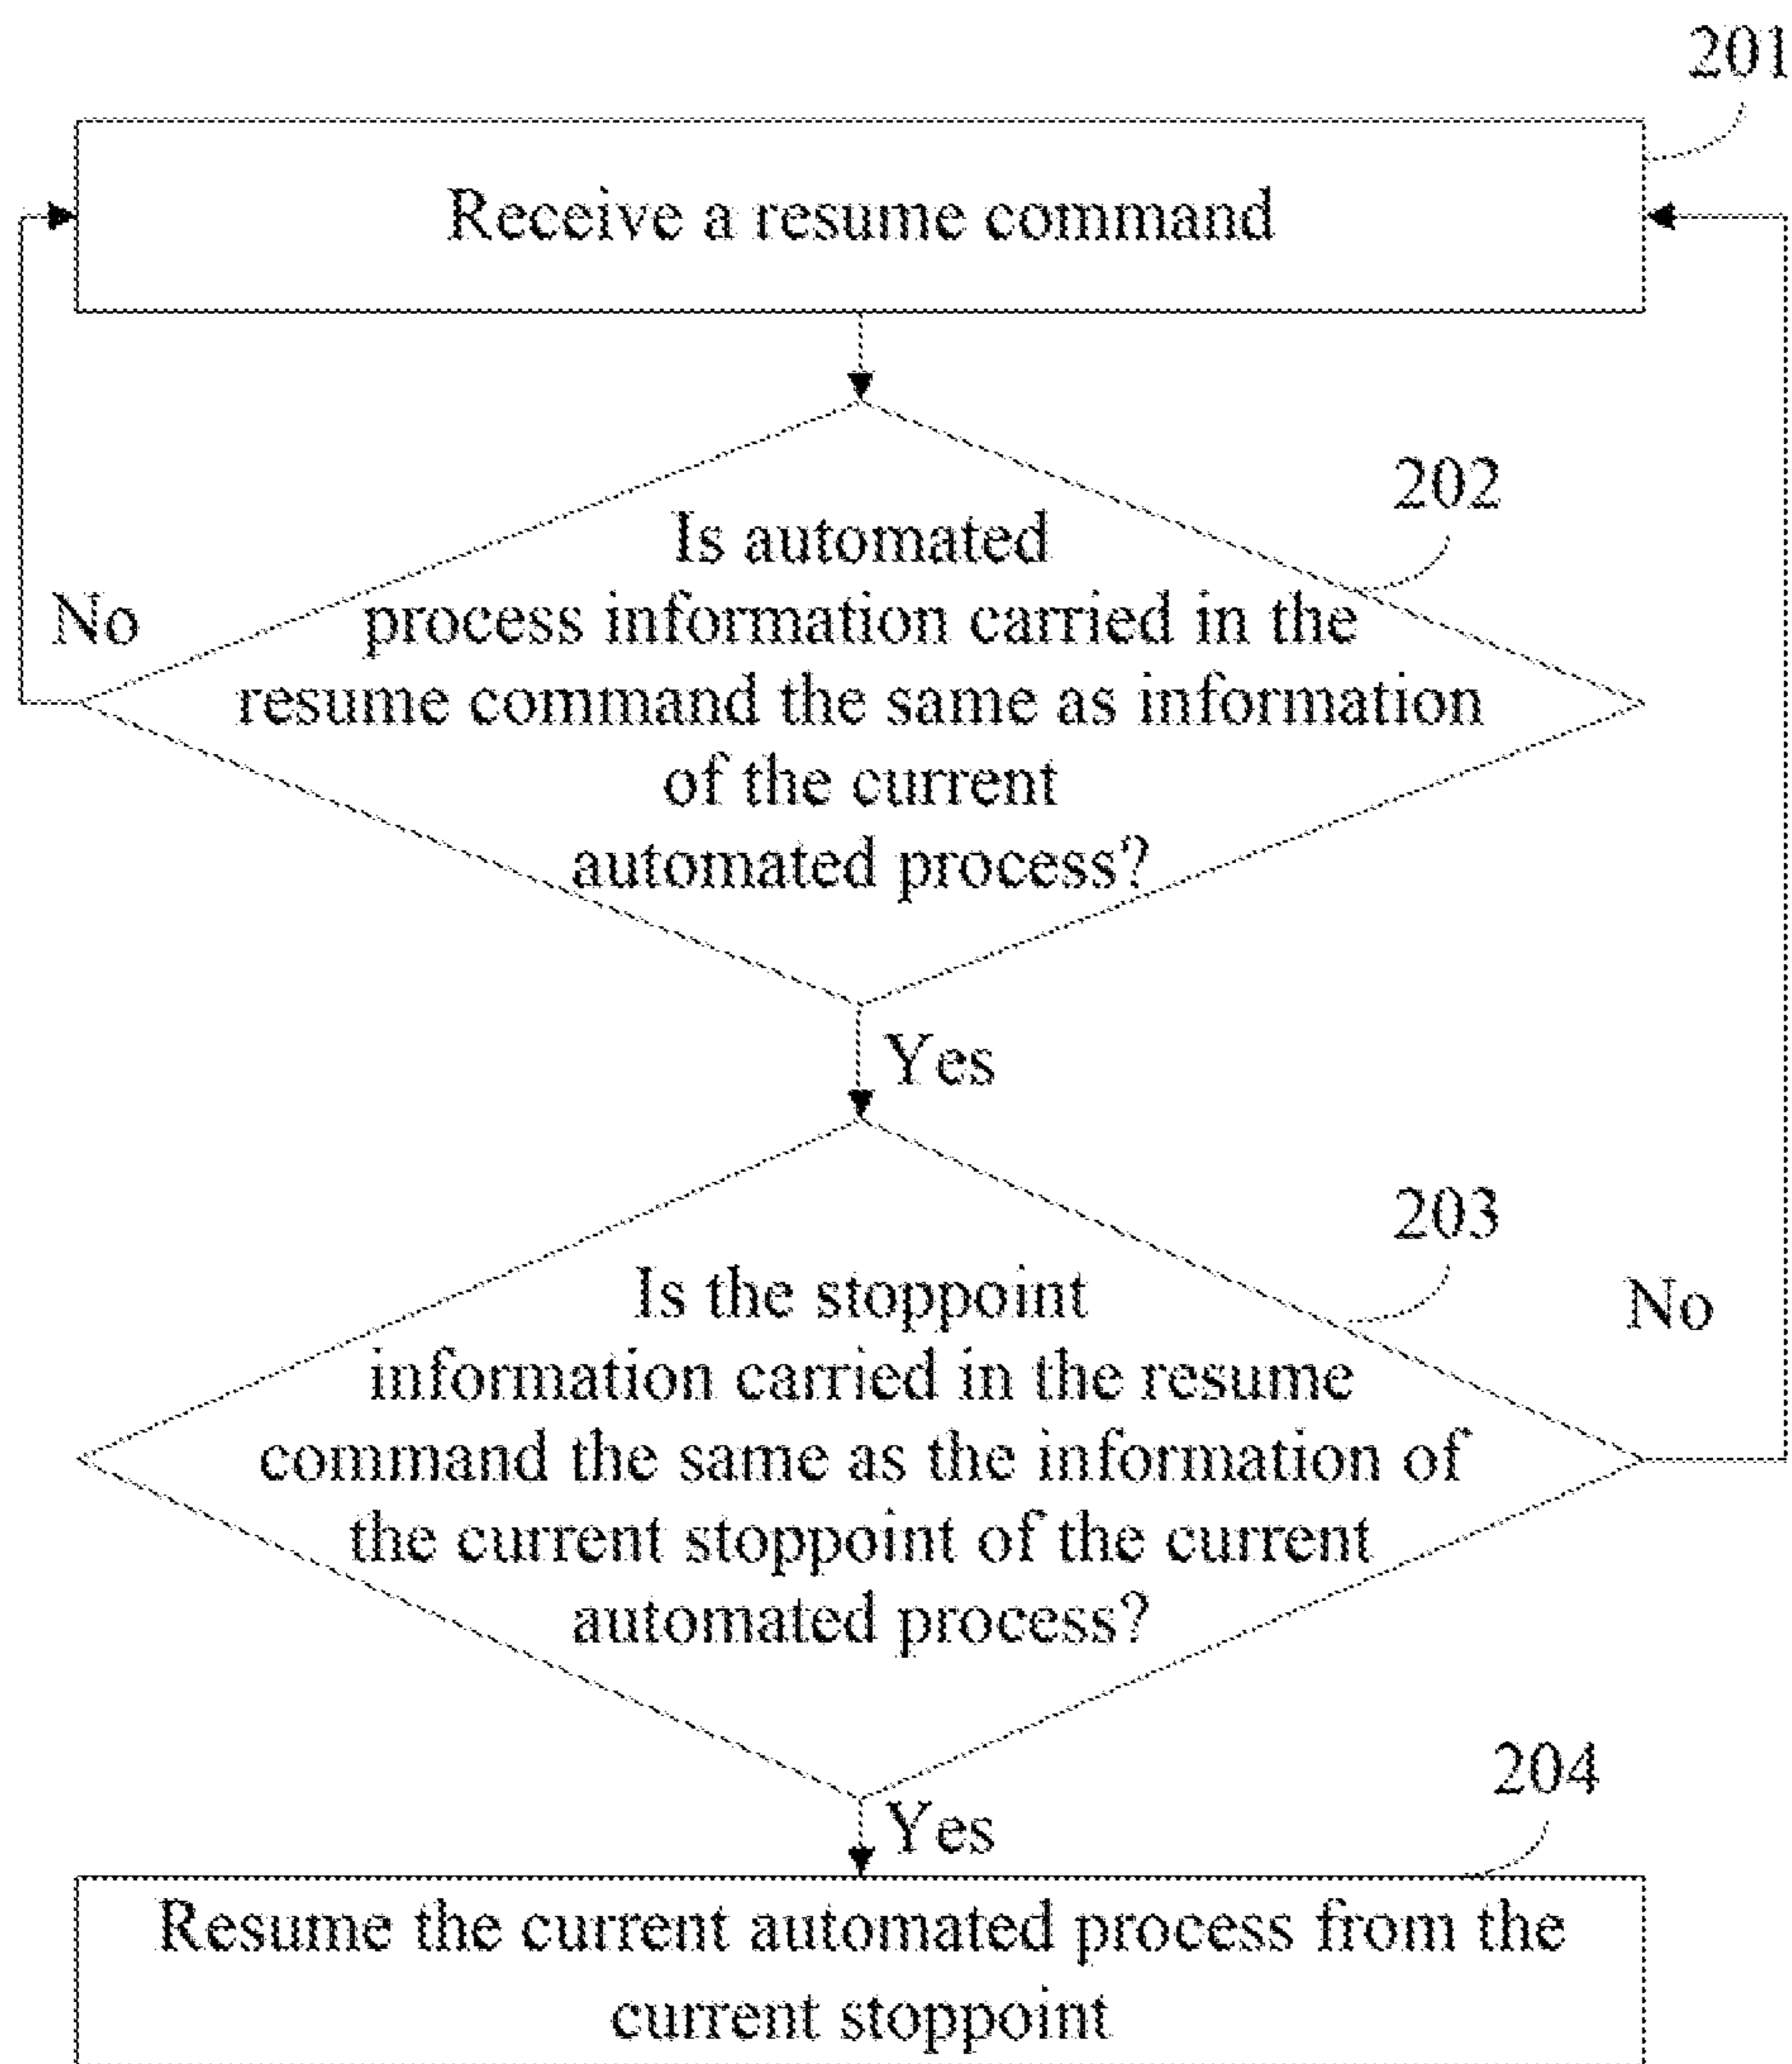 201
Receive a resume command
202
Is automated
process information carried in the
resume command the same as information
of the current
automated process?
No
Yes
203
Is the stoppoint
information carried in the resume
command the same as the information of
the current stoppoint of the current
automated process?
No
Yes
204
Resume the current automated process from the
current stoppoint